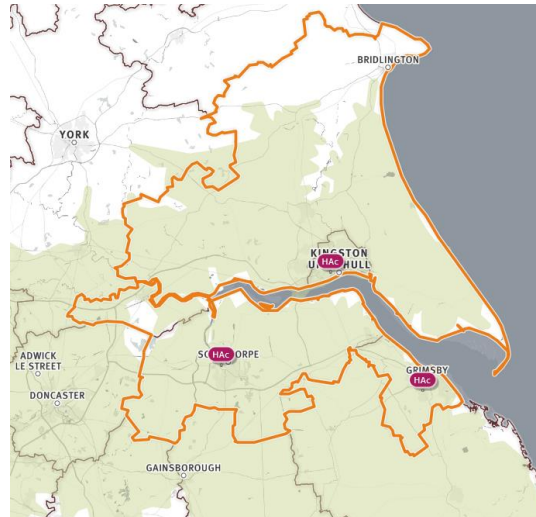 BRIDLINGTON
YORK
KINGSTON
HAc
HULL
HAc
ADWICK
LE STREET
GRIMSBY
HAc
DONCASTER
GAINSBOROUGH